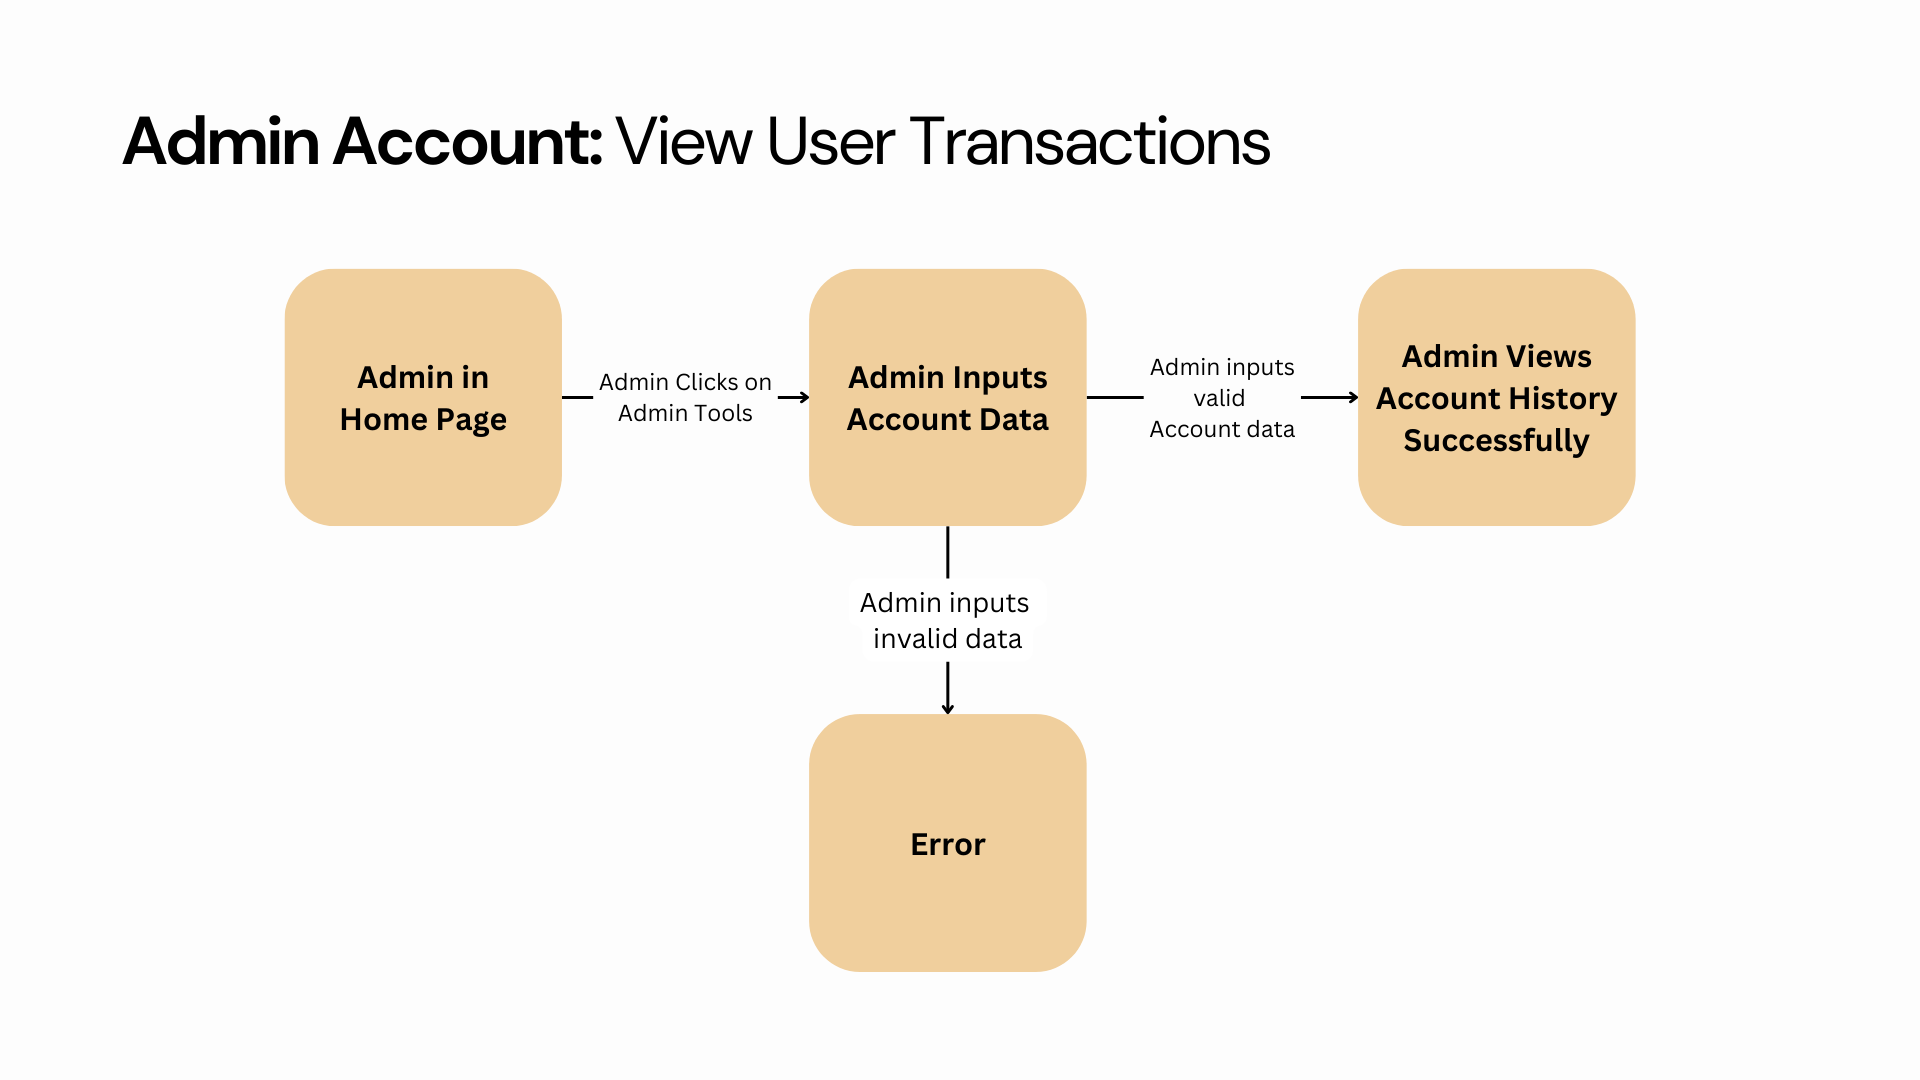 Admin Account: View User Transactions
Admin in
Home Page
Admin Clicks on
Admin Tools
Admin Inputs
Account Data
Admin inputs
valid
Account data
Admin Views
Account History
Successfully
Admin inputs
invalid data
Error